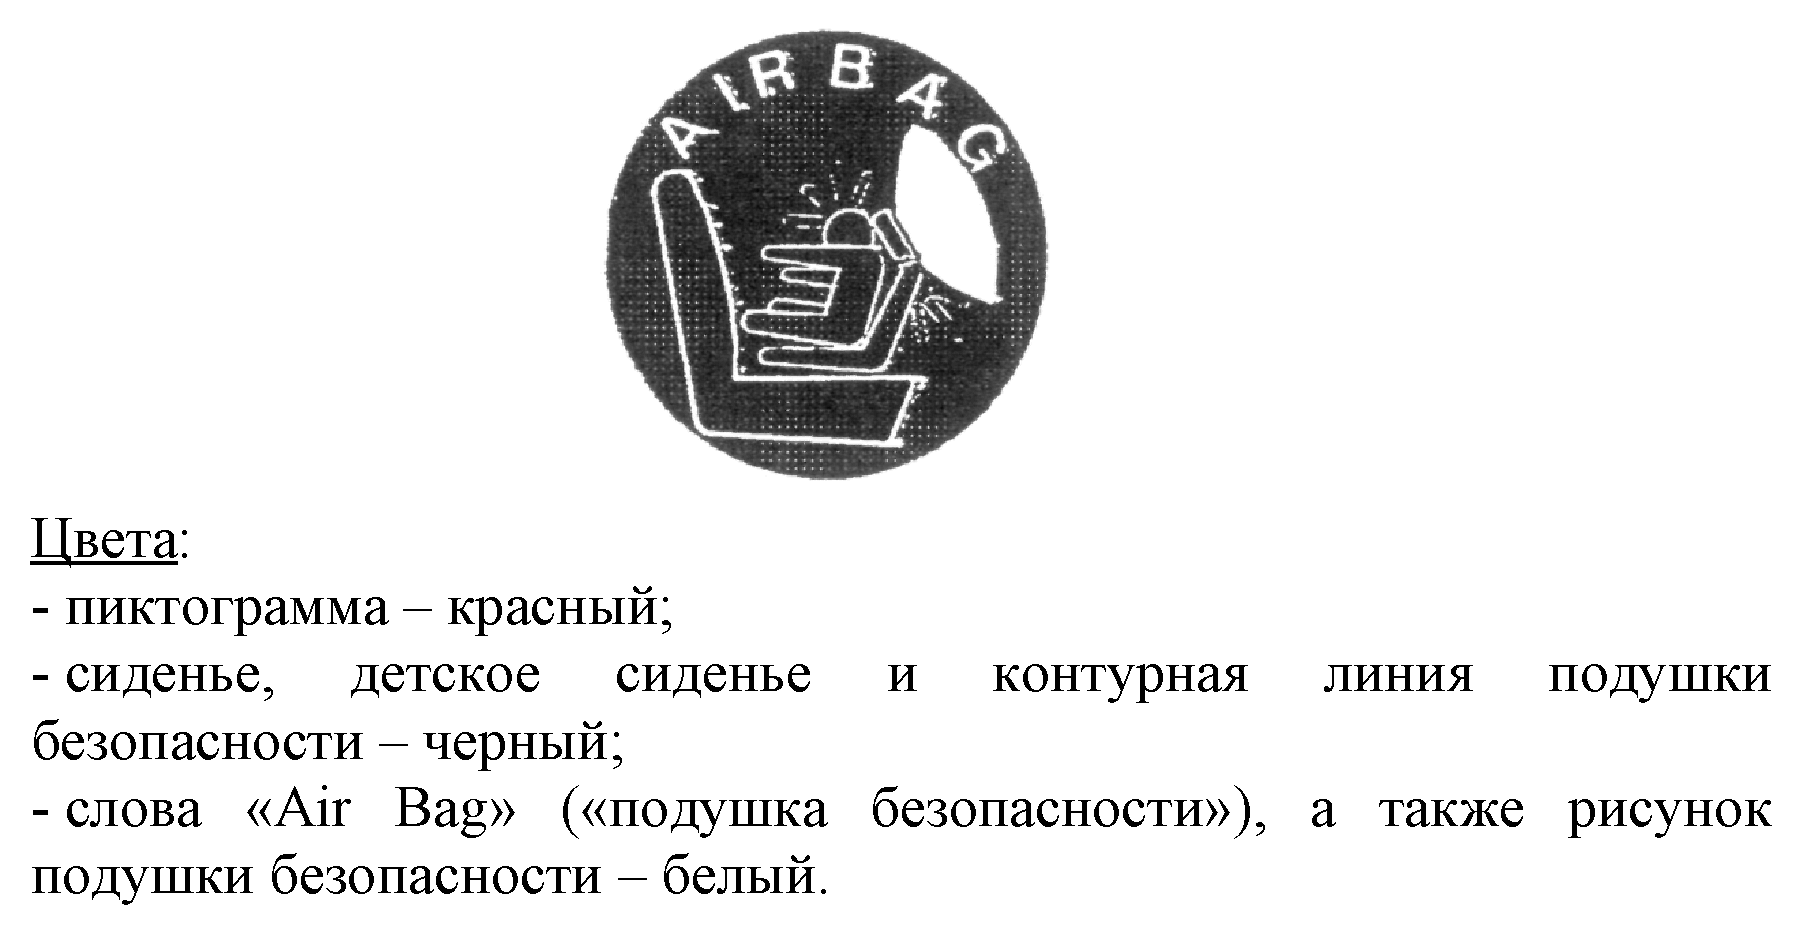 AIR BAG
Цвета:
- пиктограмма – красный;
- сиденье, детское сиденье и контурная линия подушки
безопасности – черный;
- слова «Air Bag» («подушка безопасности»), а также рисунок
подушки безопасности – белый.